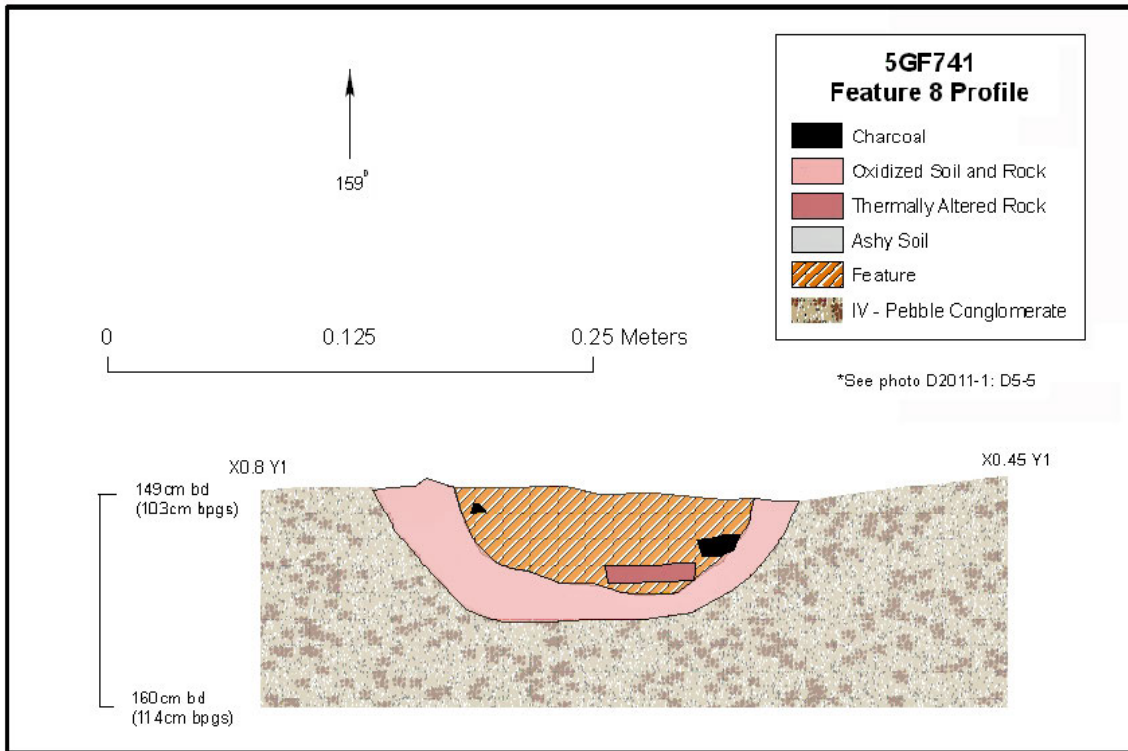 5GF741
Feature 8 Profile
Charcoal
Oxidized Soil and Rock
Thermally Altered Rock
Ashy Soil
Feature
IV - Pebble Conglomerate
159°
0 0.125 0.25 Meters
*See photo D2011-1: D5-5
X0.8 Y1
X0.45 Y1
149cm bd
(103cm bpgs)
160cm bd
(114cm bpgs)